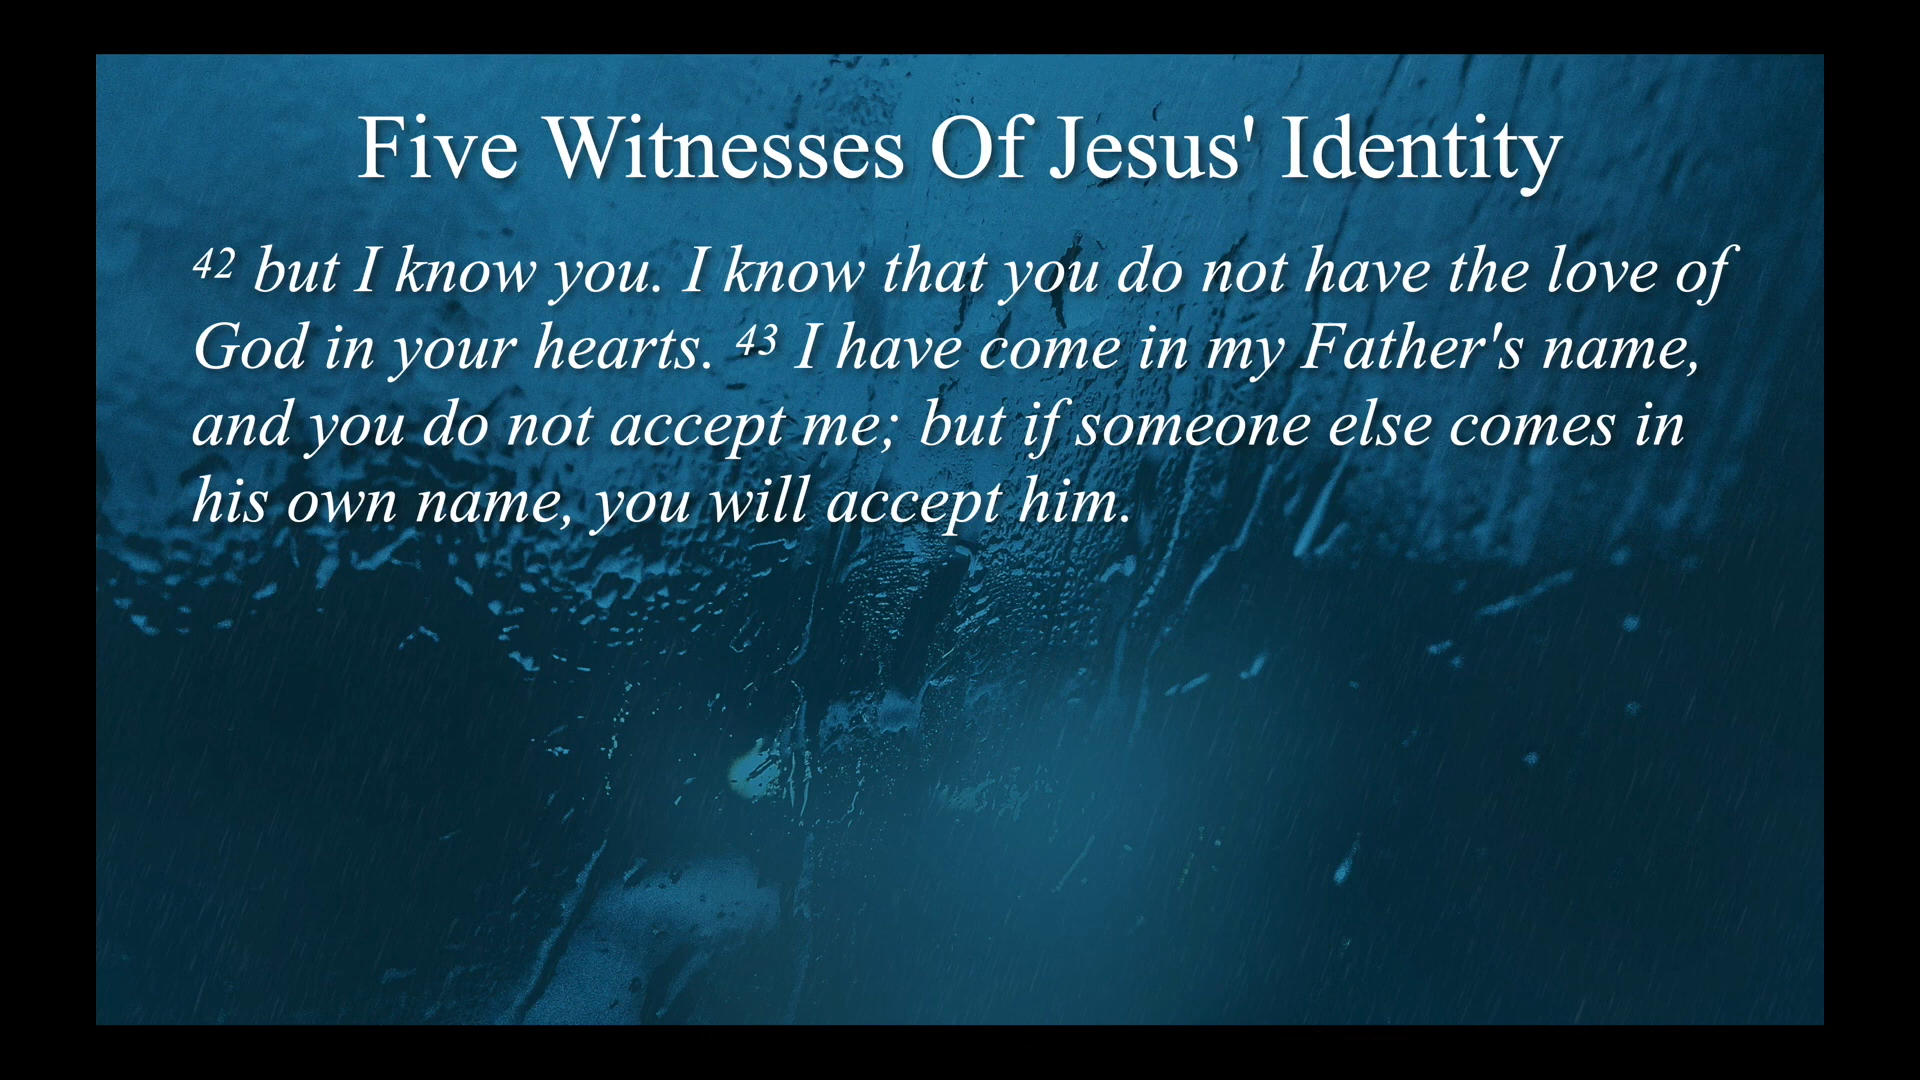 Five Witnesses Of Jesus' Identity
42 but I know you. I know that you do not have the love of
God in your hearts. 43 I have come in my Father's name,
and you do not accept me; but if someone else comes in
his own name, you will accept him.